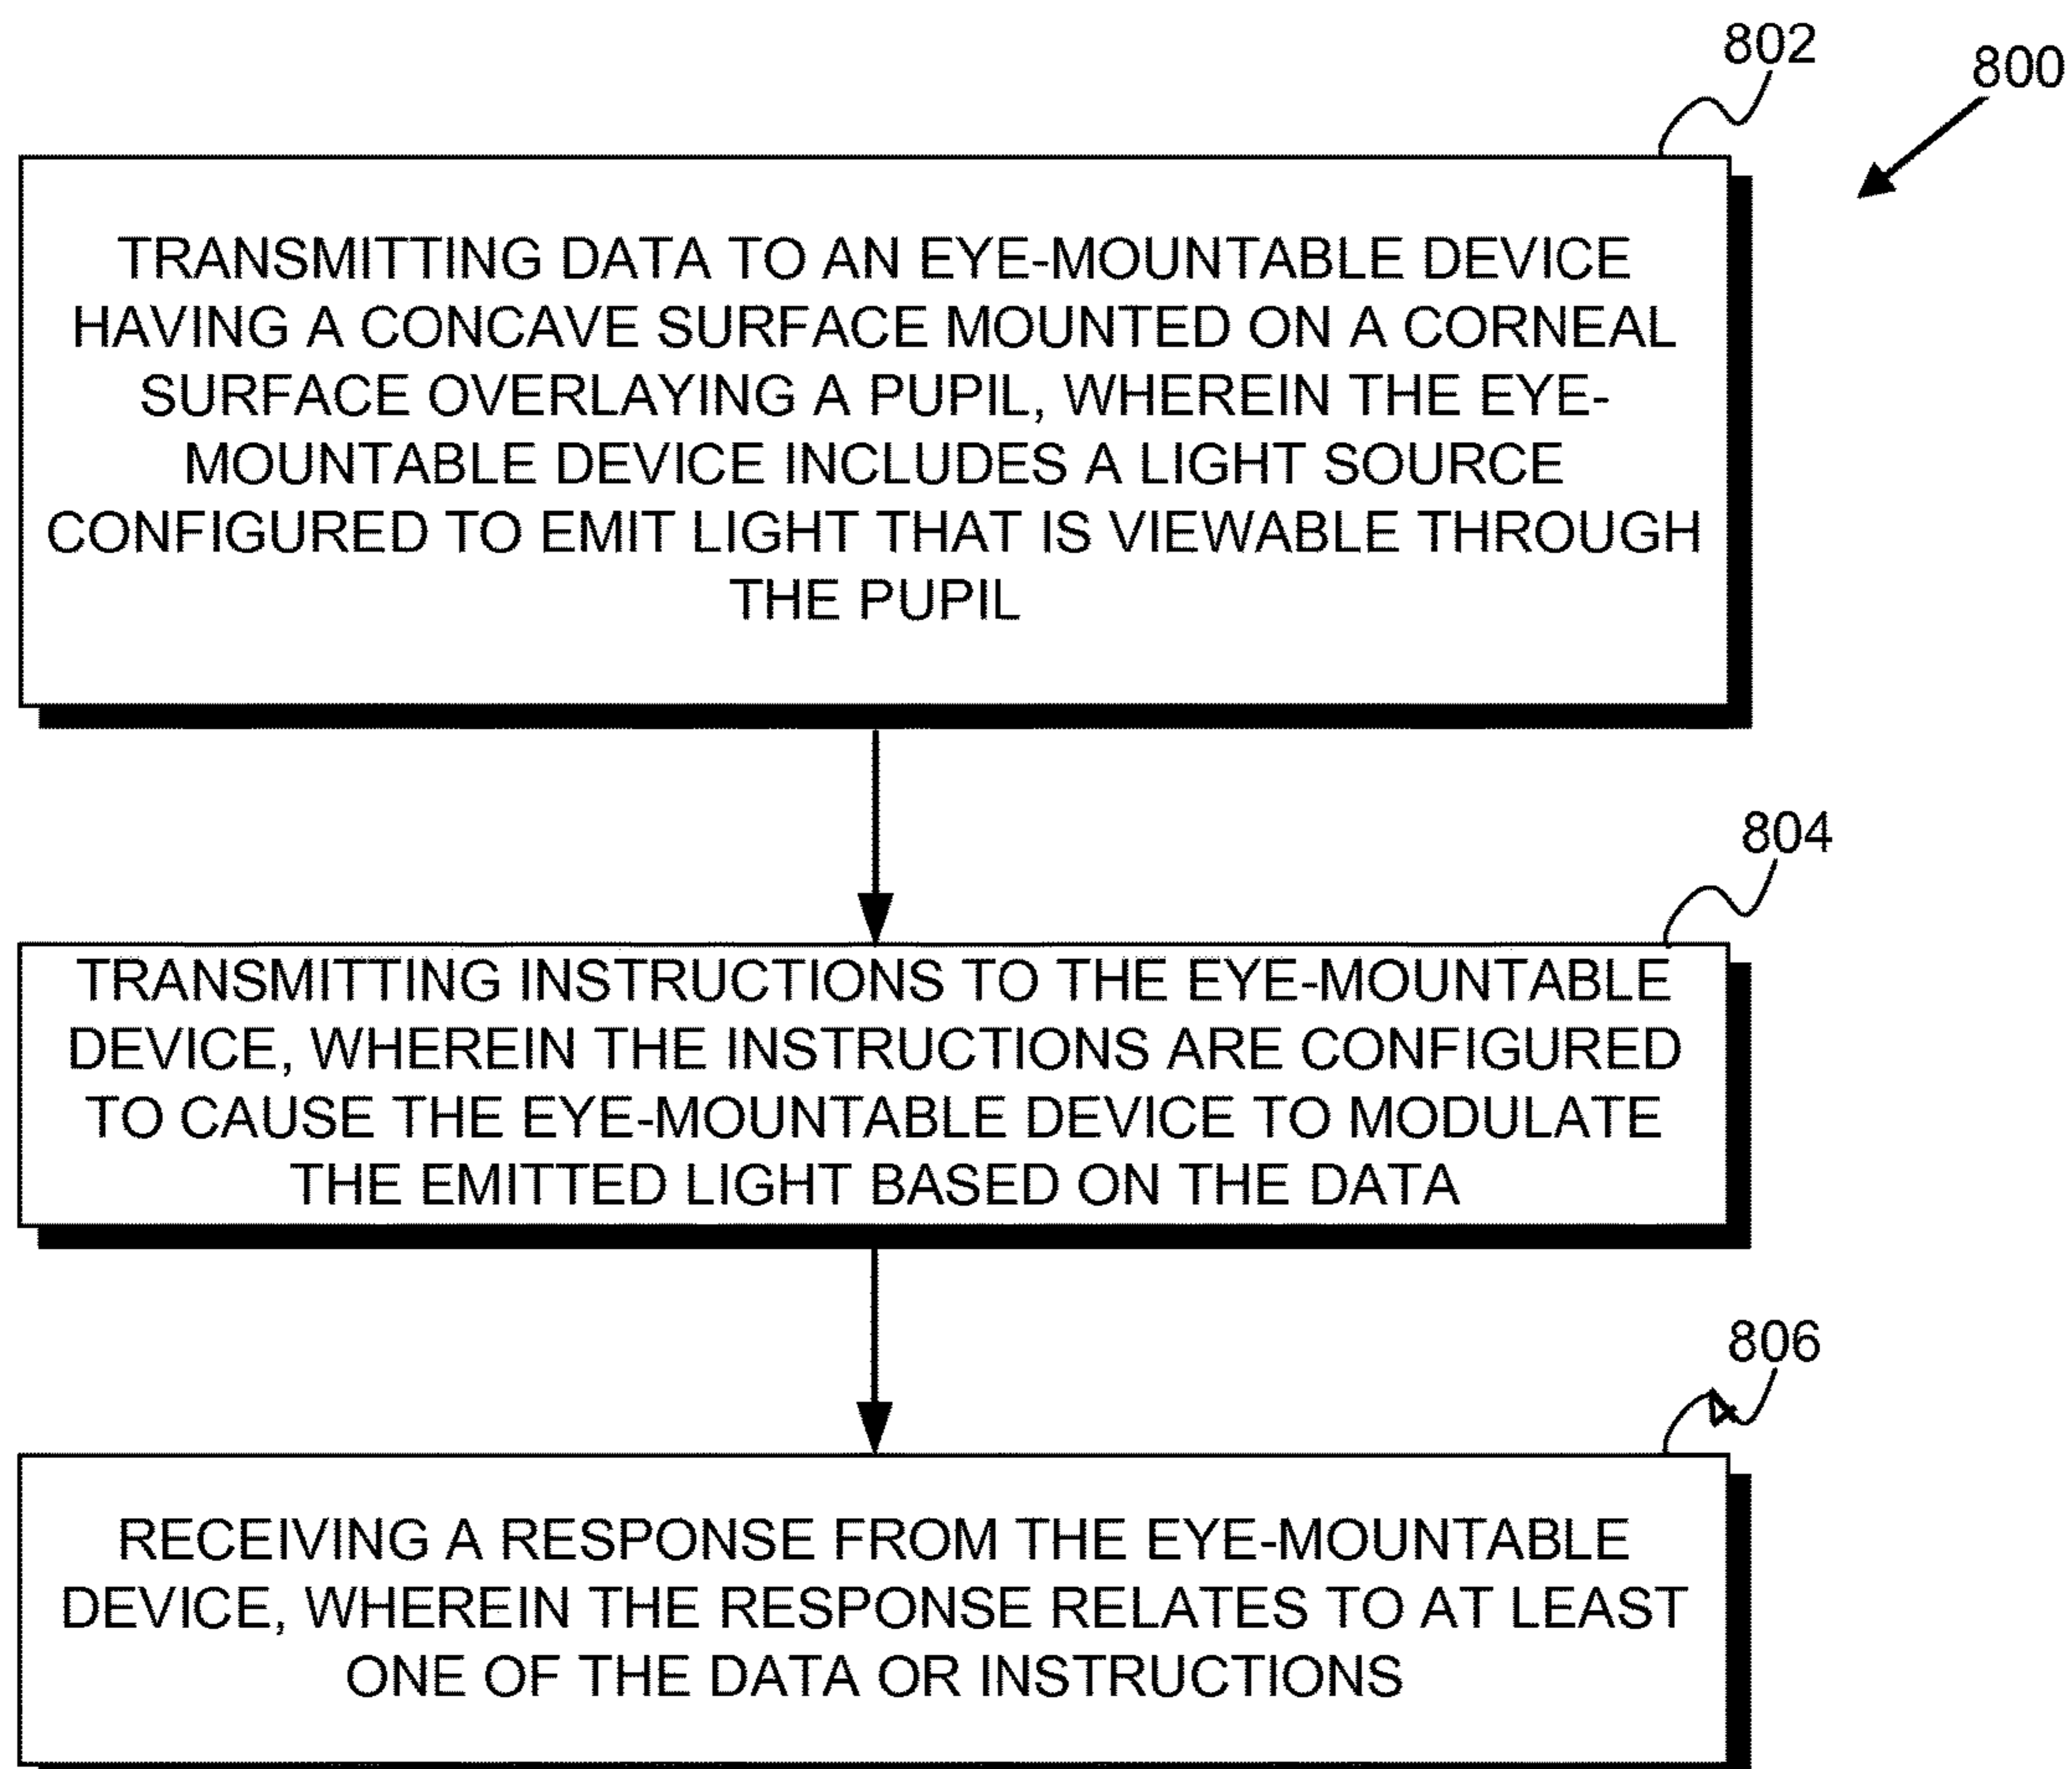 802
800
TRANSMITTING DATA TO AN EYE-MOUNTABLE DEVICE
HAVING A CONCAVE SURFACE MOUNTED ON A CORNEAL
SURFACE OVERLAYING A PUPIL, WHEREIN THE EYE-
MOUNTABLE DEVICE INCLUDES A LIGHT SOURCE
CONFIGURED TO EMIT LIGHT THAT IS VIEWABLE THROUGH
THE PUPIL
804
TRANSMITTING INSTRUCTIONS TO THE EYE-MOUNTABLE
DEVICE, WHEREIN THE INSTRUCTIONS ARE CONFIGURED
TO CAUSE THE EYE-MOUNTABLE DEVICE TO MODULATE
THE EMITTED LIGHT BASED ON THE DATA
806
RECEIVING A RESPONSE FROM THE EYE-MOUNTABLE
DEVICE, WHEREIN THE RESPONSE RELATES TO AT LEAST
ONE OF THE DATA OR INSTRUCTIONS